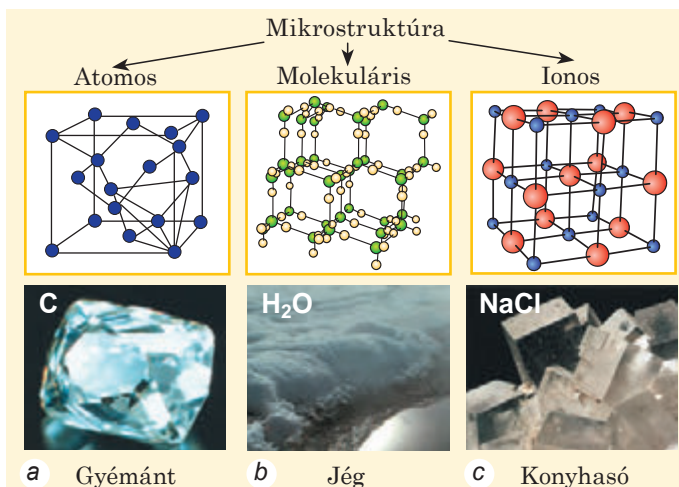 Mikrostruktúra
Atomos Molekuláris Ionos
C H₂O NaCl
a Gyémánt b Jég c Konyhasó